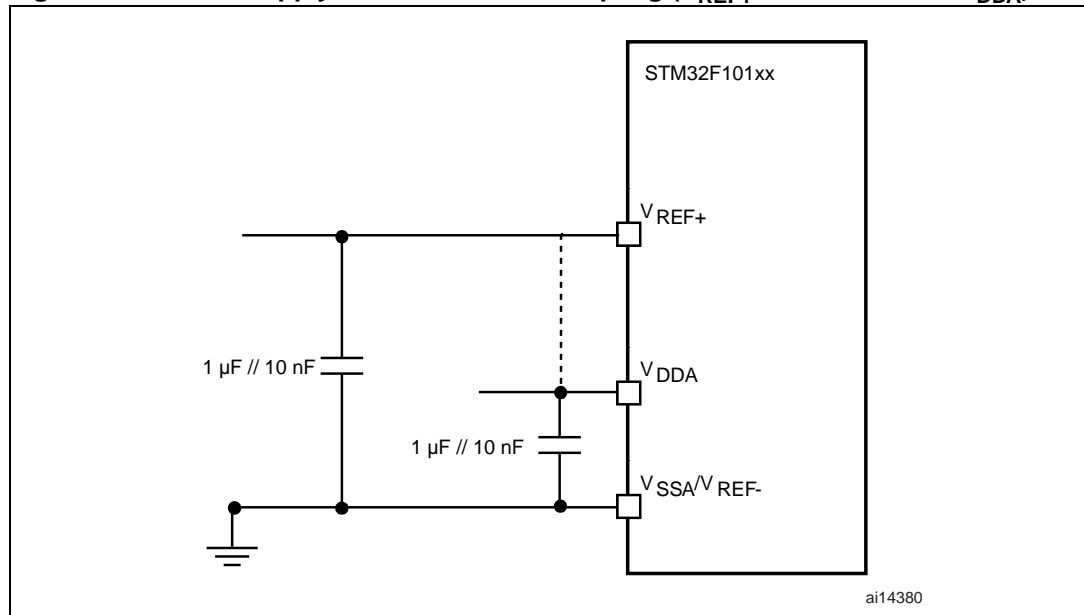 STM32F101xx
VREF+
1 µF // 10 nF
VDDA
1 µF // 10 nF
VSSA/VREF-
ai14380